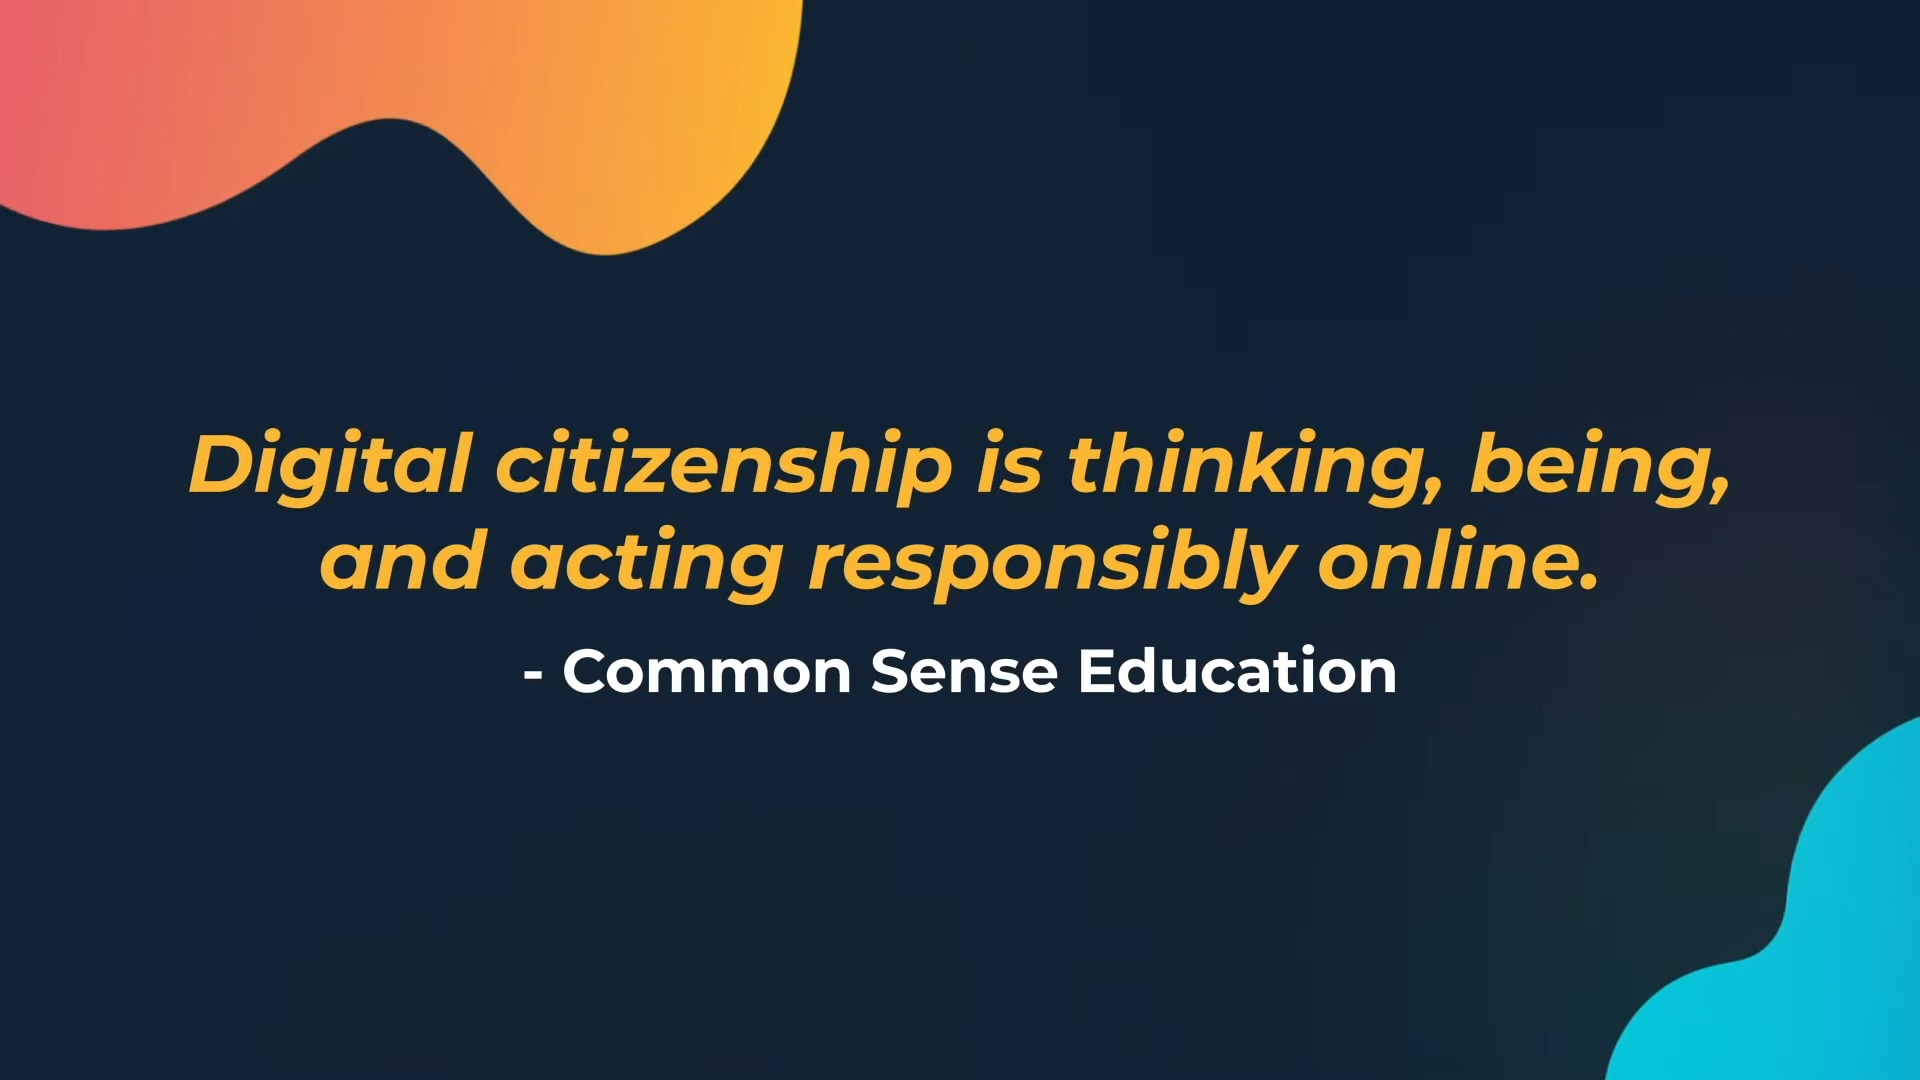 Digital citizenship is thinking, being,
and acting responsibly online.
- Common Sense Education